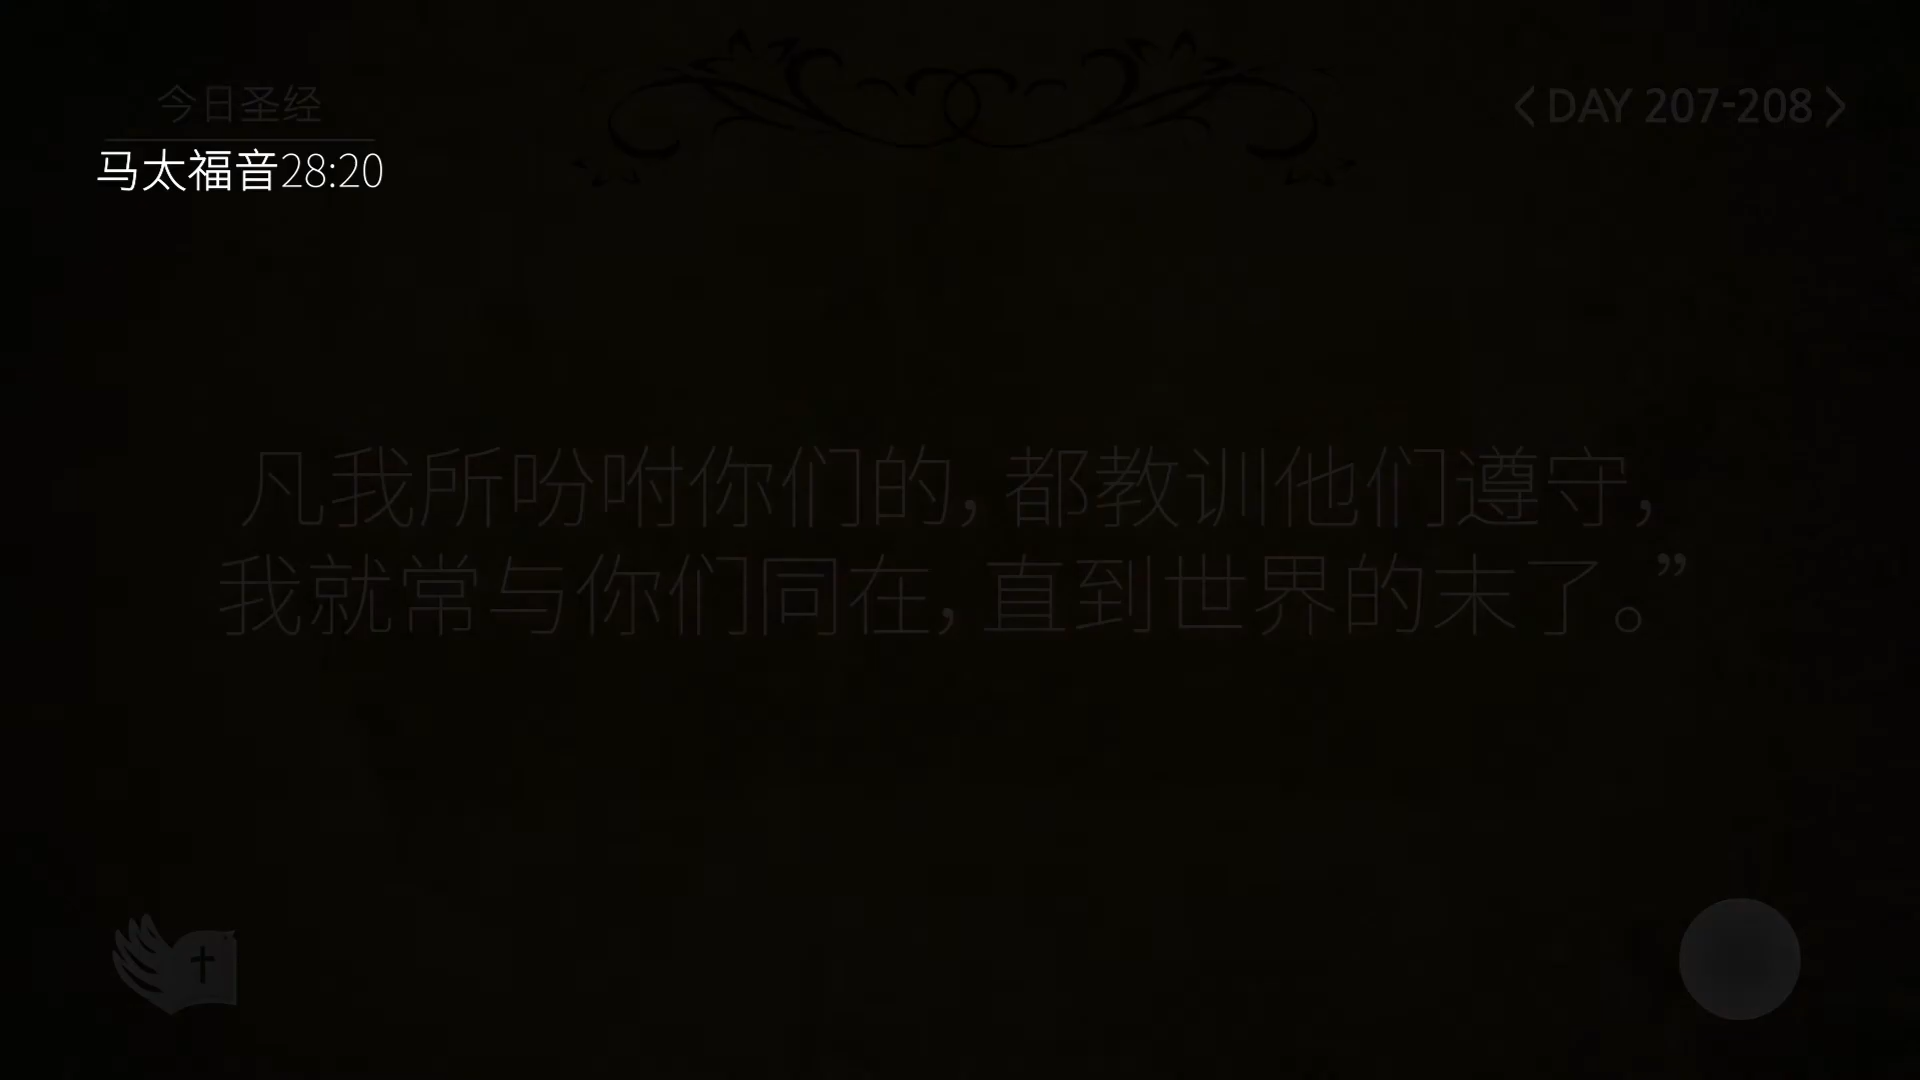 今日圣经
马太福音28:20
< DAY 207-208 >
凡我所吩咐你们的,都教训他们遵守,
我就常与你们同在,直到世界的末了。”